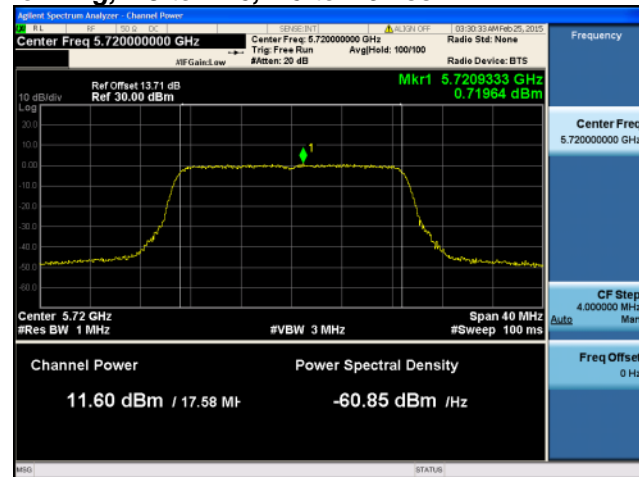 Agilent Spectrum Analyzer - Channel Power
RL RF 50 Ω DC SENSE:INT ALIGN OFF 03:30:33 AM Feb 25, 2015
Center Freq 5.720000000 GHz
Center Freq: 5.720000000 GHz
Radio Std: None
Trig: Free Run Avg|Hold: 100/100
#IFGain:Low #Atten: 20 dB Radio Device: BTS
Frequency
Ref Offset 13.71 dB
Mkr1 5.7209333 GHz
10 dB/div Ref 30.00 dBm 0.71964 dBm
Log
20.0
10.0
0.00
-10.0
-20.0
-30.0
-40.0
-50.0
-60.0
1
Center 5.72 GHz Span 40 MHz
#Res BW 1 MHz #VBW 3 MHz #Sweep 100 ms
Channel Power Power Spectral Density
11.60 dBm / 17.58 MH -60.85 dBm /Hz
Center Freq
5.720000000 GHz
CF Step
4.000000 MHz
Auto Man
Freq Offset
0 Hz
MSG STATUS